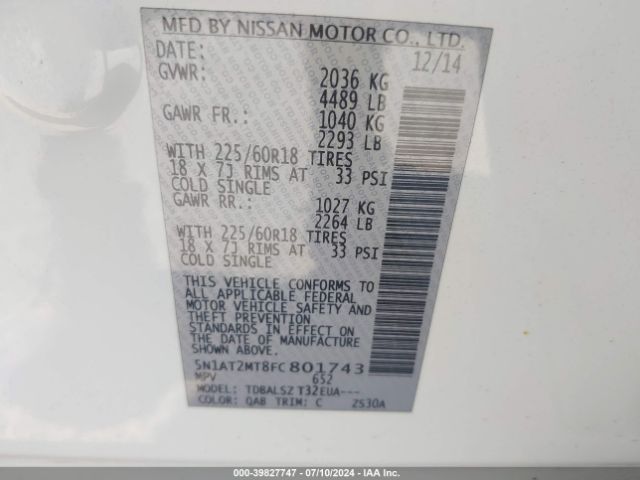 MFD BY NISSAN MOTOR CO., LTD.
DATE: 12/14
GVWR: 2036 KG
4489 LB
GAWR FR.: 1040 KG
2293 LB
WITH 225/60R18 TIRES
18 X 7J RIMS AT 33 PSI
COLD SINGLE
GAWR RR.: 1027 KG
2264 LB
WITH 225/60R18 TIRES
18 X 7J RIMS AT 33 PSI
COLD SINGLE
THIS VEHICLE CONFORMS TO
ALL APPLICABLE FEDERAL
MOTOR VEHICLE SAFETY AND
THEFT PREVENTION
STANDARDS IN EFFECT ON
THE DATE OF MANUFACTURE
SHOWN ABOVE.
5N1AT2MT8FC801743
MPV 652
MODEL: TDBALSZ T32EUA---
COLOR: QAB TRIM: C ZS30A
000-39827747 - 07/10/2024 - IAA Inc.